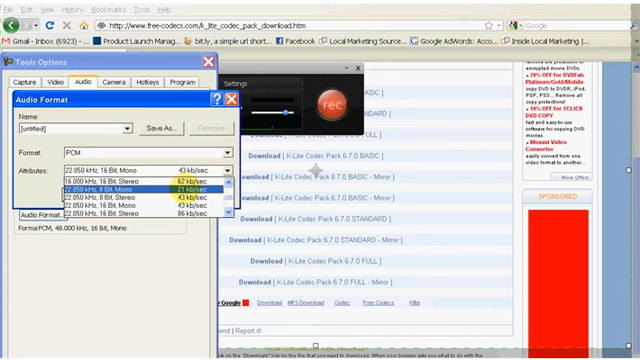 File Edit View History Bookmarks Tools Help
http://www.free-codecs.com/k_lite_codec_pack_download.htm
Google
Gmail - Inbox (6923) - ... Product Launch Manag... bit.ly, a simple url short... Facebook Local Marketing Source... Google AdWords: Acco... Inside Local Marketing ...
Tools Options
Capture Video Audio Camera Hotkeys Program
Audio Format
Name:
[untitled]
Save As...
Remove
Format: PCM
Attributes: 22.050 kHz, 16 Bit, Mono 43 kb/sec
16.000 kHz, 16 Bit, Stereo 62 kb/sec
22.050 kHz, 8 Bit, Mono 21 kb/sec
22.050 kHz, 8 Bit, Stereo 43 kb/sec
22.050 kHz, 16 Bit, Mono 43 kb/sec
22.050 kHz, 16 Bit, Stereo 86 kb/sec
Audio Format...
Forma PCM, 48.000 kHz, 16 Bit, Mono
Settings
rec
BASIC ]
STANDARD ]
FULL ]
Download [ K-Lite Codec Pack 6.7.0 BASIC ]
Download [ K-Lite Codec Pack 6.7.0 BASIC - Mirror ]
Download [ K-Lite Codec Pack 6.7.0 STANDARD ]
Download [ K-Lite Codec Pack 6.7.0 STANDARD - Mirror ]
Download [ K-Lite Codec Pack 6.7.0 FULL ]
Download [ K-Lite Codec Pack 6.7.0 FULL - Mirror ]
Google Download MP3 Download Codec Free Codecs Klite
end | Report it!
encrypted DVD movies.
20% OFF for DVDFab
Platinum/Gold/Mobile
copy DVD to DVDR, iPod,
PSP, PS3... Remove all
copy protections!
10% OFF for 1CLICK
DVD COPY
fast and easy-to-use
software for copying dvd
movies.
Movavi Video
Converter
easily convert from one
video format to another...
More Offers
SPONSORED